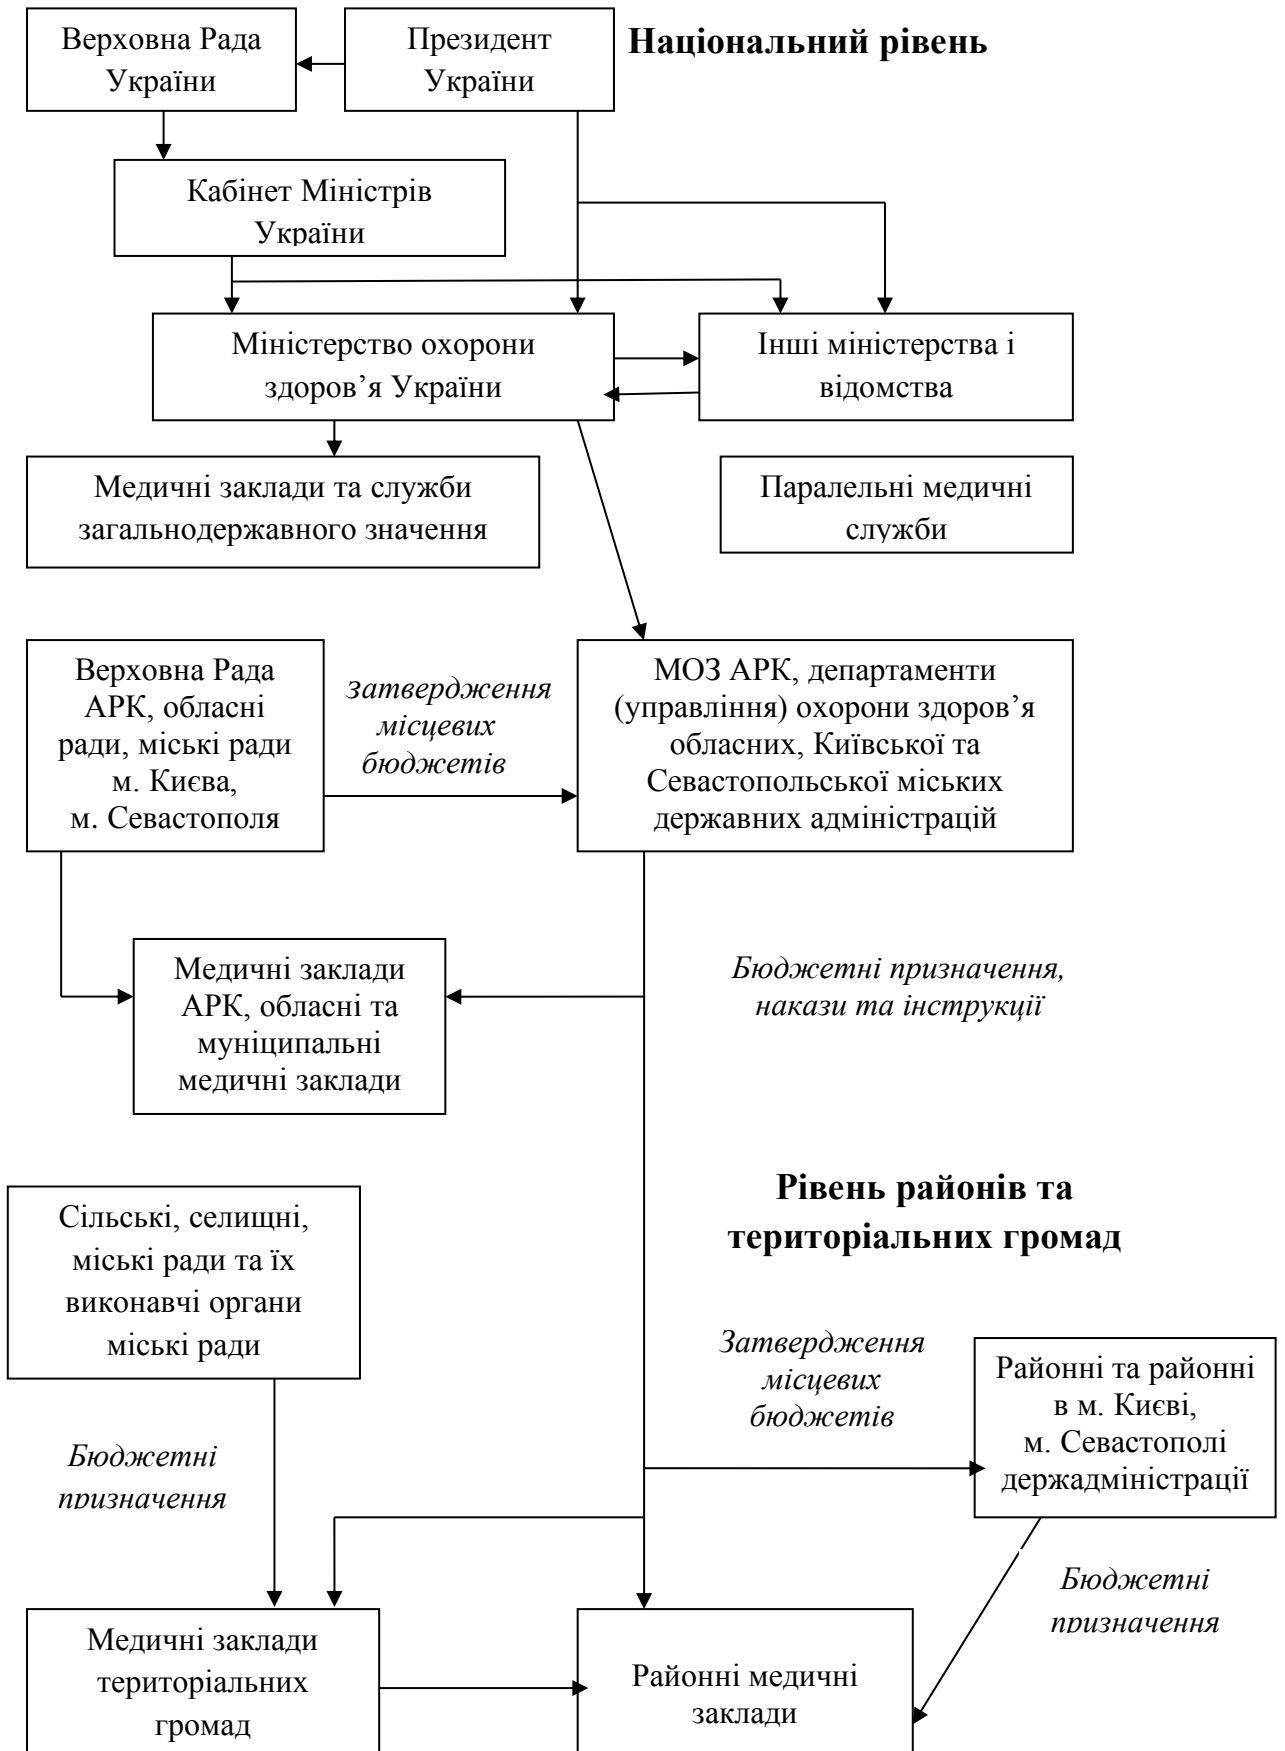 Верховна Рада
України
Президент
України
Національний рівень
Кабінет Міністрів
України
Міністерство охорони
здоров’я України
Інші міністерства і
відомства
Медичні заклади та служби
загальнодержавного значення
Паралельні медичні
служби
Верховна Рада
АРК, обласні
ради, міські ради
м. Києва,
м. Севастополя
Затвердження
місцевих
бюджетів
МОЗ АРК, департаменти
(управління) охорони здоров’я
обласних, Київської та
Севастопольської міських
державних адміністрацій
Медичні заклади
АРК, обласні та
муніципальні
медичні заклади
Бюджетні призначення,
накази та інструкції
Рівень районів та
територіальних громад
Сільські, селищні,
міські ради та їх
виконавчі органи
міські ради
Затвердження
місцевих
бюджетів
Районні та районні
в м. Києві,
м. Севастополі
держадміністрації
Бюджетні
призначення
Бюджетні
призначення
Медичні заклади
територіальних
громад
Районні медичні
заклади